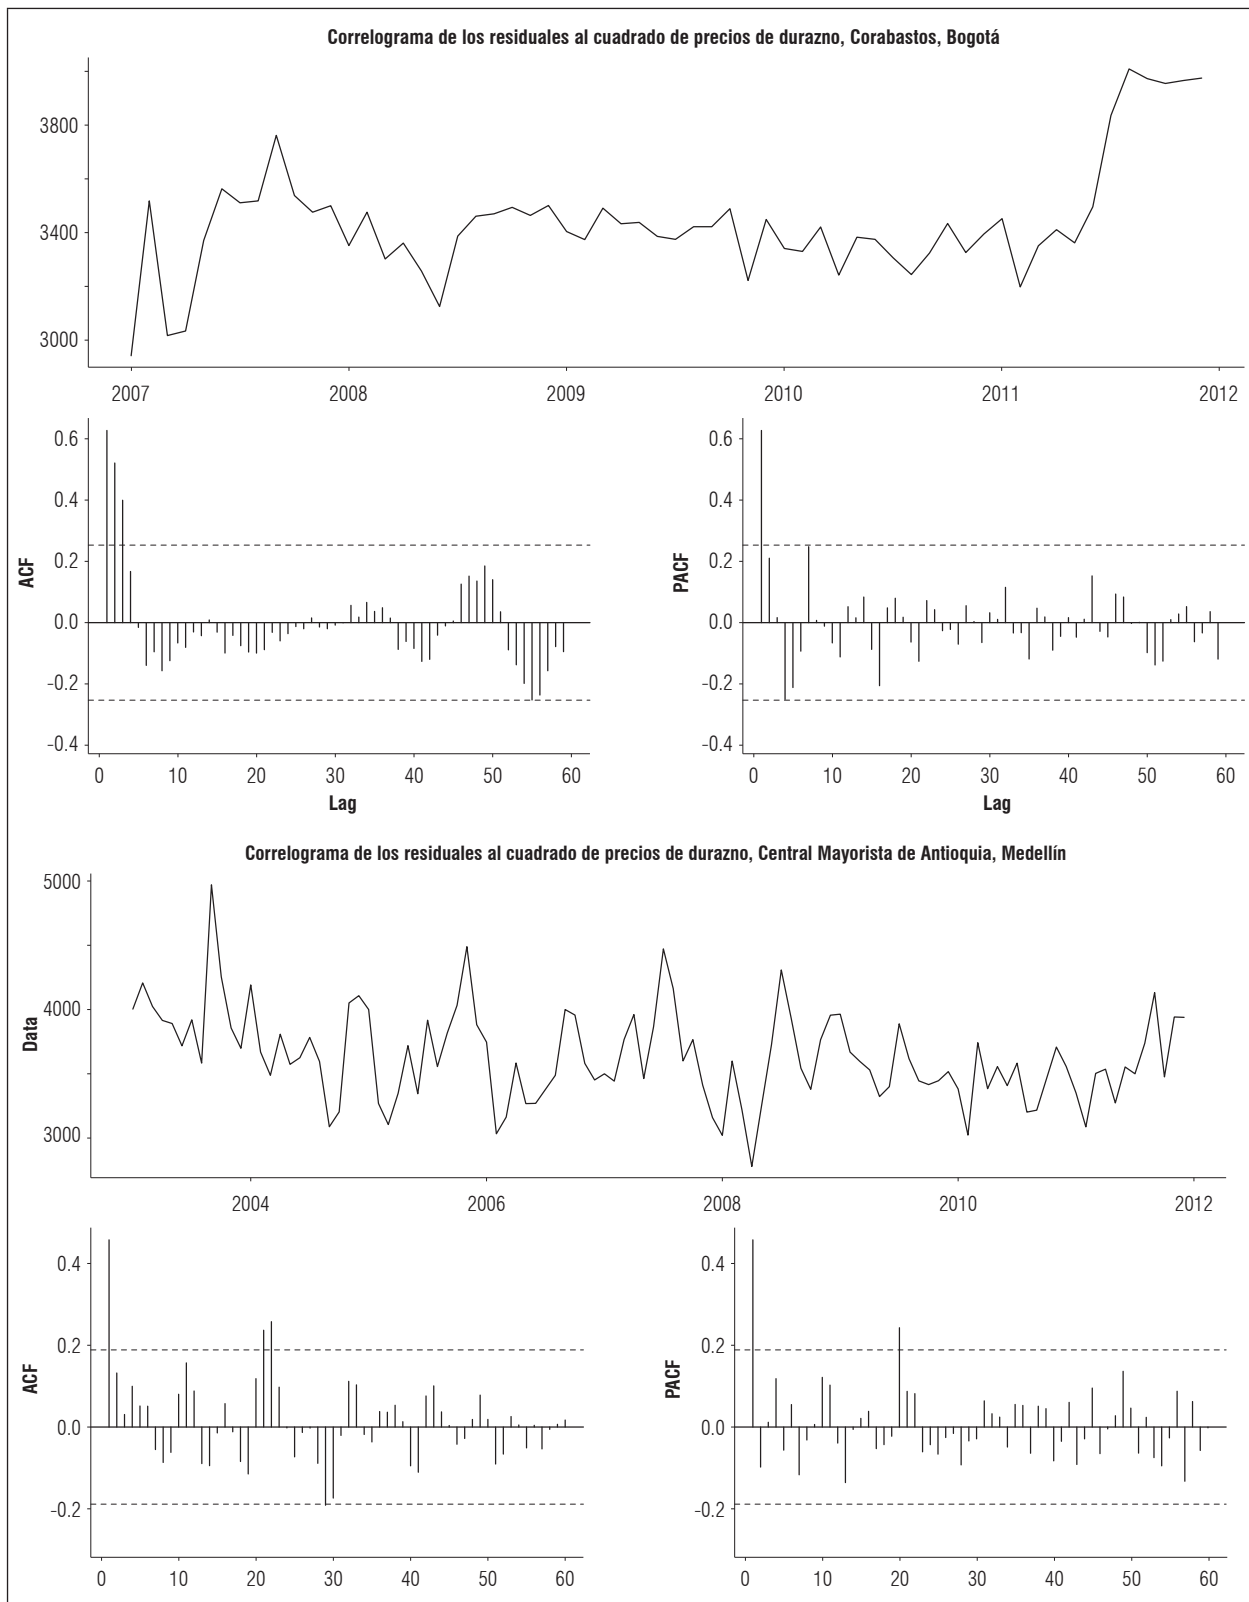 Correlograma de los residuales al cuadrado de precios de durazno, Corabastos, Bogotá
3800
3400
3000
2007 2008 2009 2010 2011 2012
0.6 0.6
0.4 0.4
0.2 0.2
ACF PACF
0.0 0.0
-0.2 -0.2
-0.4 -0.4
0 10 20 30 40 50 60 0 10 20 30 40 50 60
Lag Lag
Correlograma de los residuales al cuadrado de precios de durazno, Central Mayorista de Antioquia, Medellín
5000
4000
Data
3000
2004 2006 2008 2010 2012
0.4 0.4
0.2 0.2
ACF PACF
0.0 0.0
-0.2 -0.2
0 10 20 30 40 50 60 0 10 20 30 40 50 60